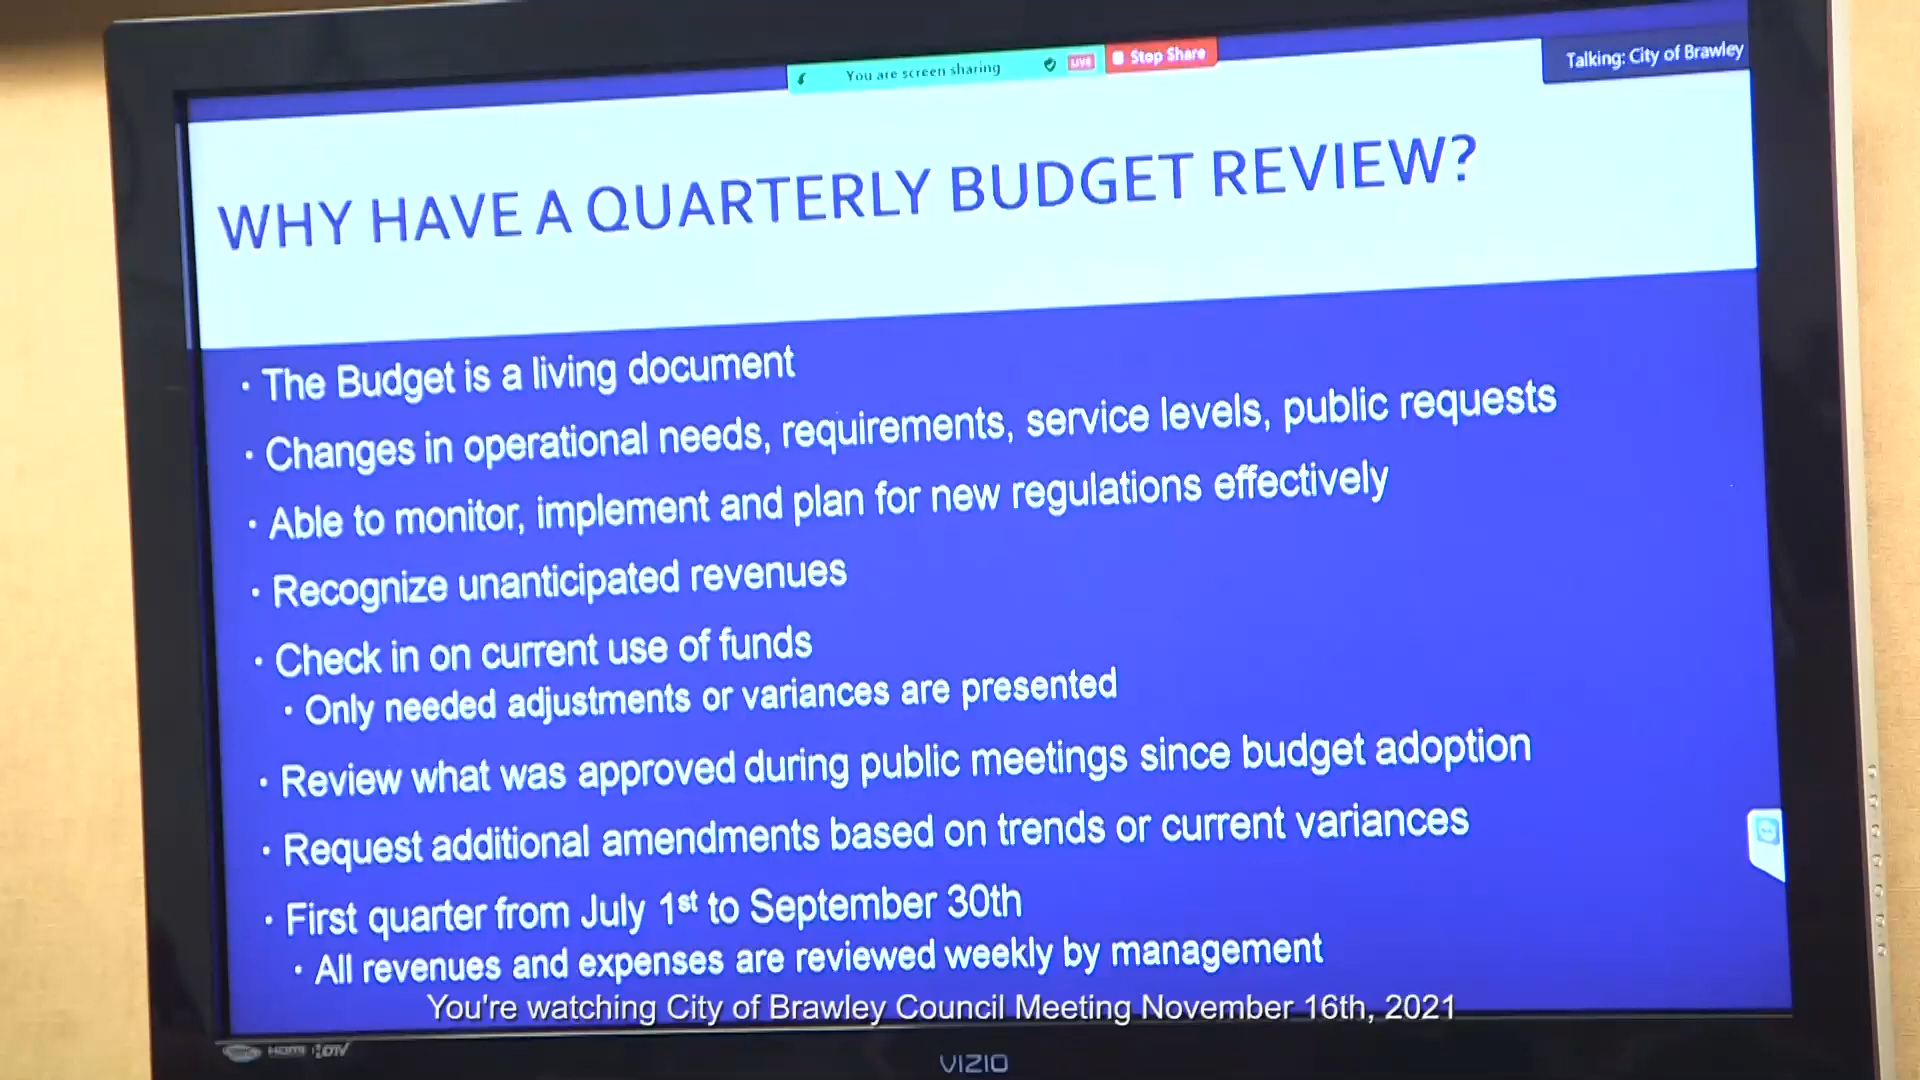 You are screen sharing LIVE Stop Share
Talking: City of Brawley
WHY HAVE A QUARTERLY BUDGET REVIEW?
· The Budget is a living document
· Changes in operational needs, requirements, service levels, public requests
· Able to monitor, implement and plan for new regulations effectively
· Recognize unanticipated revenues
· Check in on current use of funds
· Only needed adjustments or variances are presented
· Review what was approved during public meetings since budget adoption
· Request additional amendments based on trends or current variances
· First quarter from July 1st to September 30th
· All revenues and expenses are reviewed weekly by management
You're watching City of Brawley Council Meeting November 16th, 2021
HDMI HDTV
VIZIO